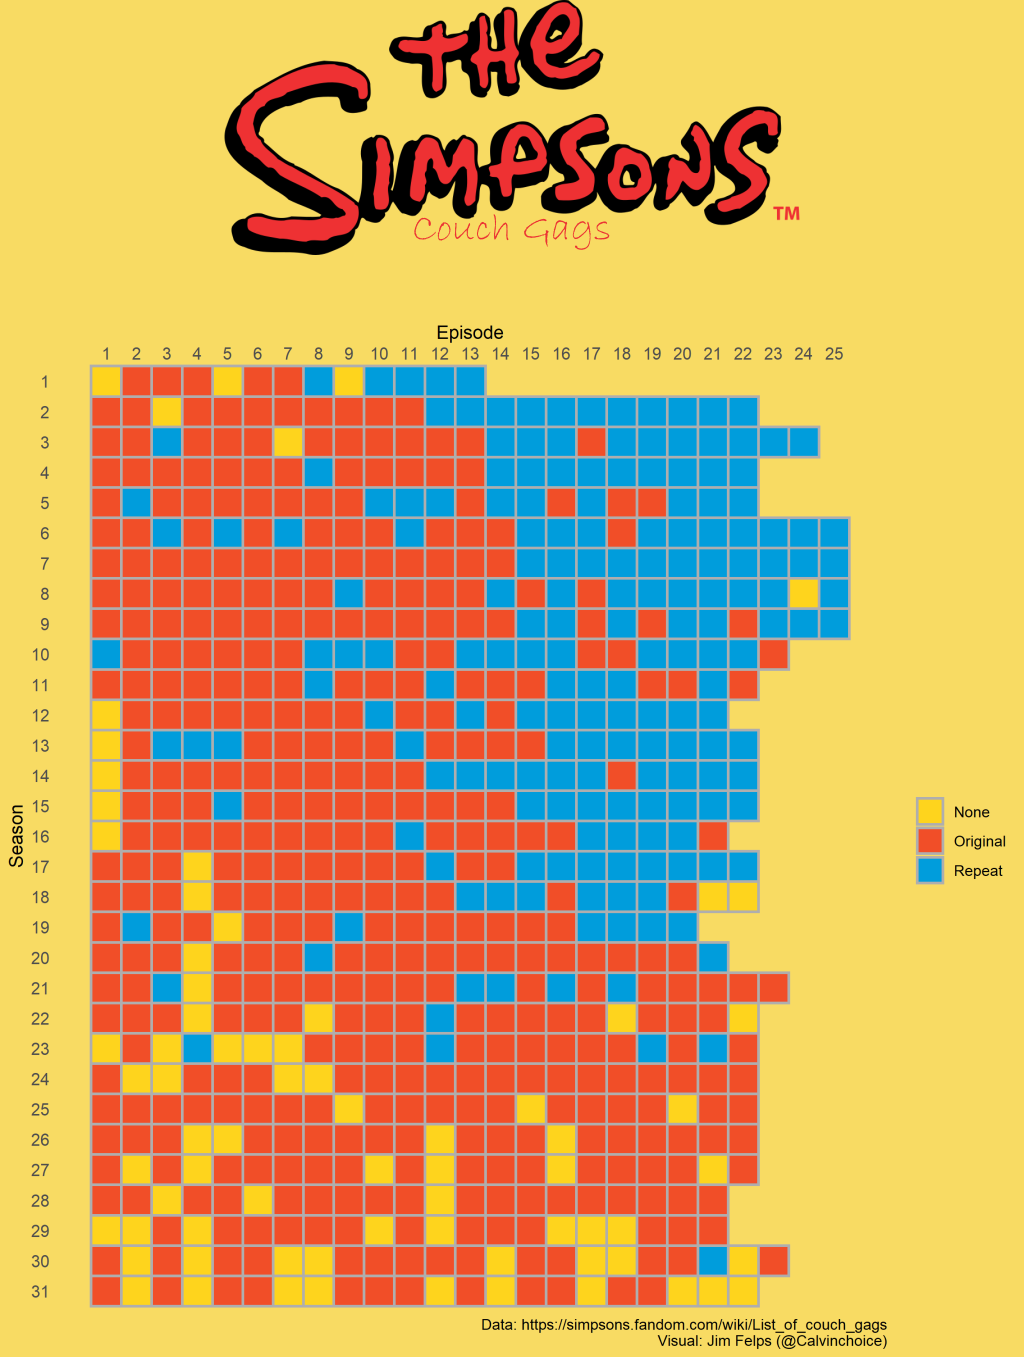 THE
SIMPSONS
TM
Couch Gags
Episode
1 2 3 4 5 6 7 8 9 10 11 12 13 14 15 16 17 18 19 20 21 22 23 24 25
1
2
3
4
5
6
7
8
9
10
11
12
13
14
15
16
17
18
19
20
21
22
23
24
25
26
27
28
29
30
31
Season
None
Original
Repeat
Data: https://simpsons.fandom.com/wiki/List_of_couch_gags
Visual: Jim Felps (@Calvinchoice)